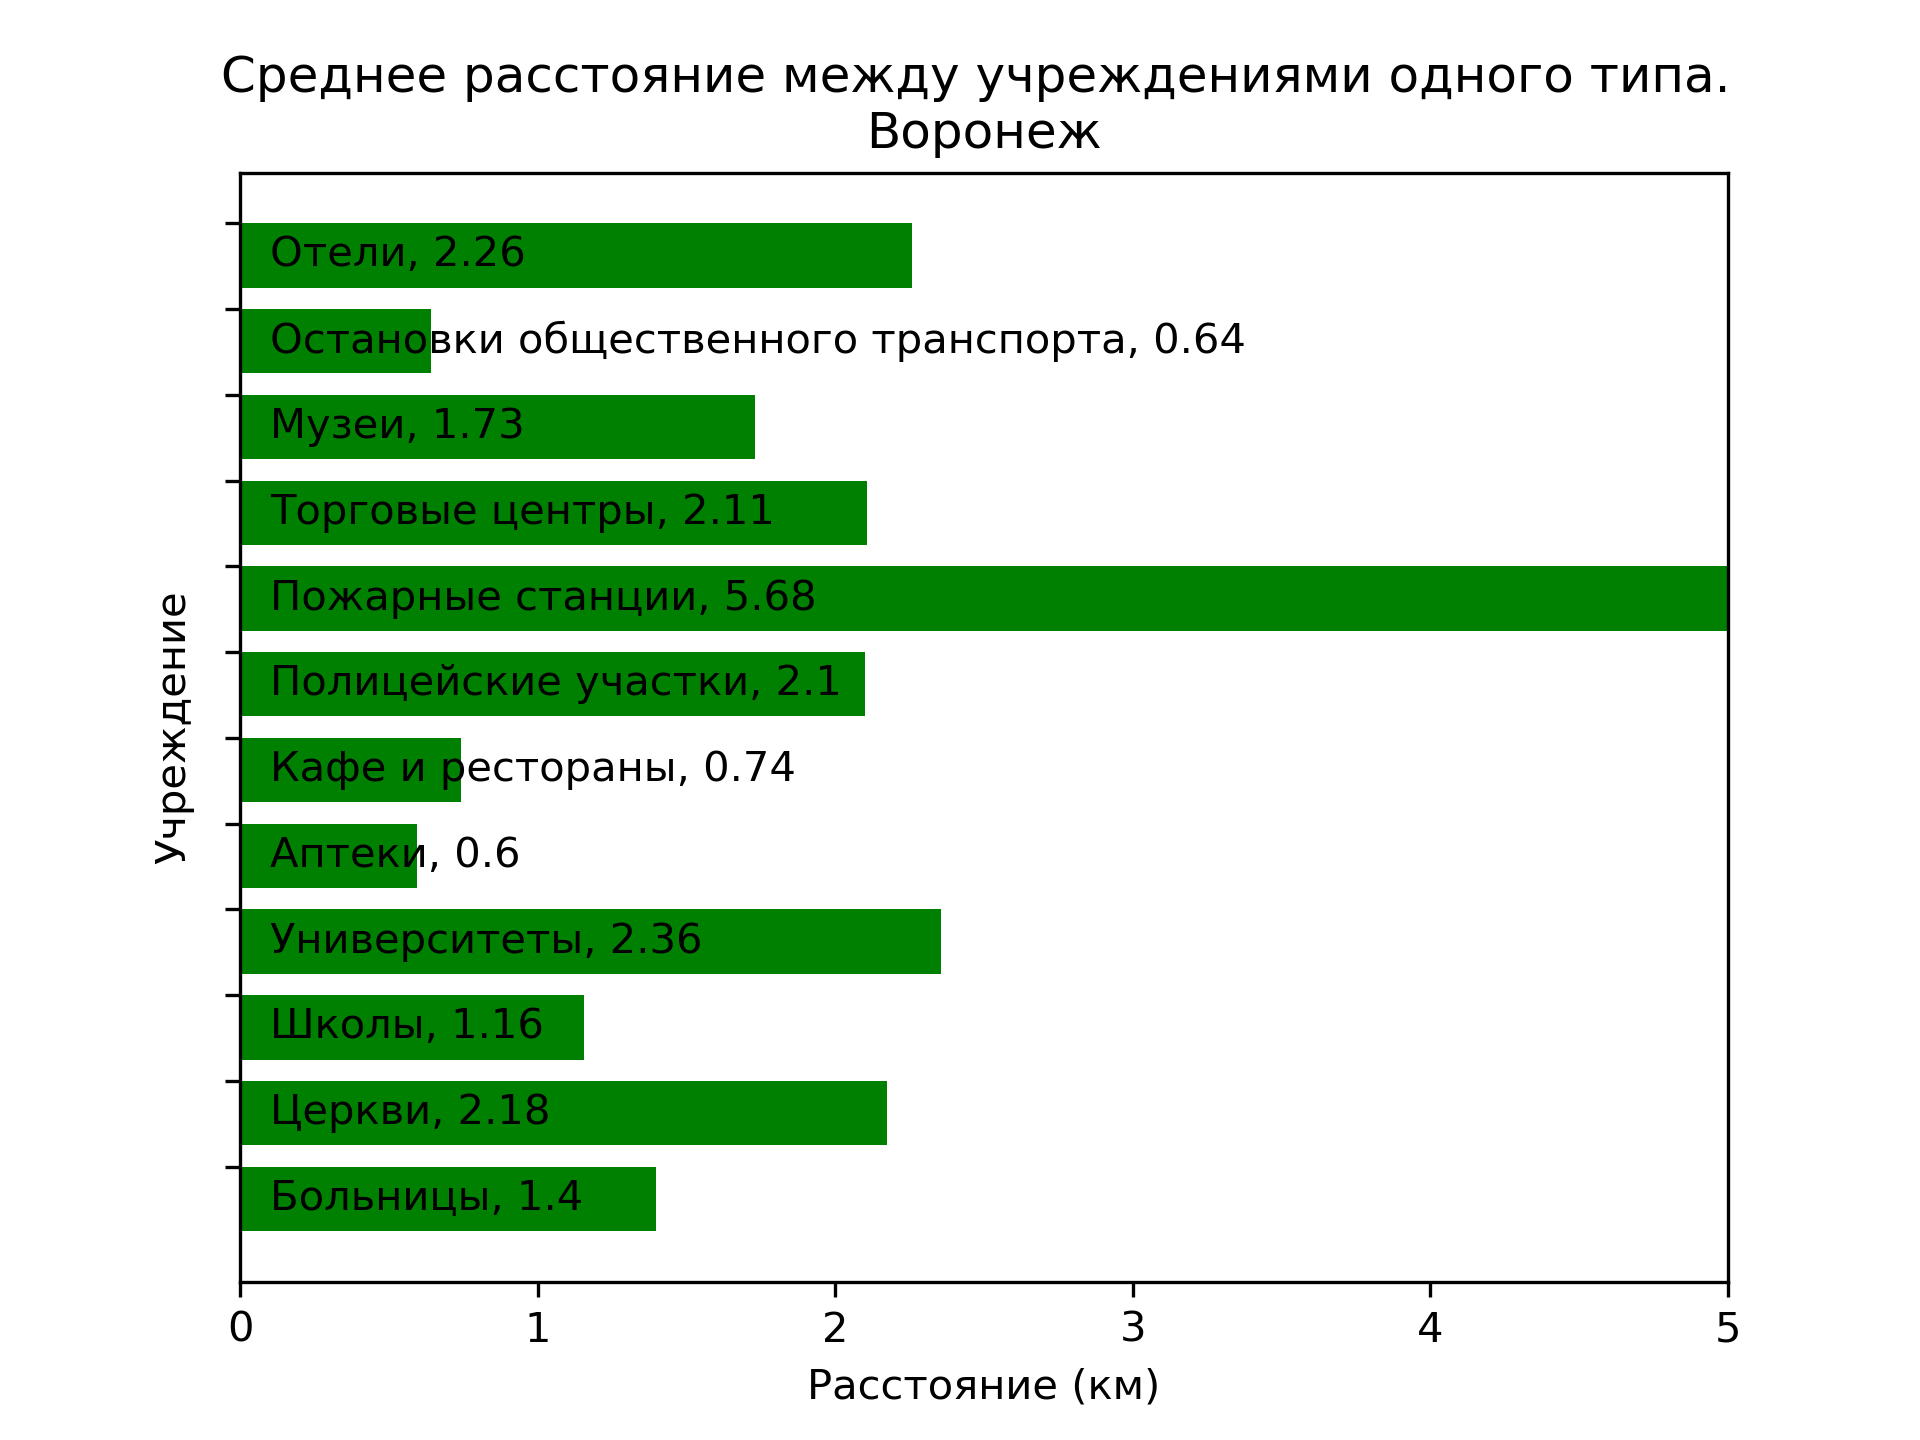 Среднее расстояние между учреждениями одного типа.
Воронеж
Учреждение
Отели, 2.26
Остановки общественного транспорта, 0.64
Музеи, 1.73
Торговые центры, 2.11
Пожарные станции, 5.68
Полицейские участки, 2.1
Кафе и рестораны, 0.74
Аптеки, 0.6
Университеты, 2.36
Школы, 1.16
Церкви, 2.18
Больницы, 1.4
0 1 2 3 4 5
Расстояние (км)